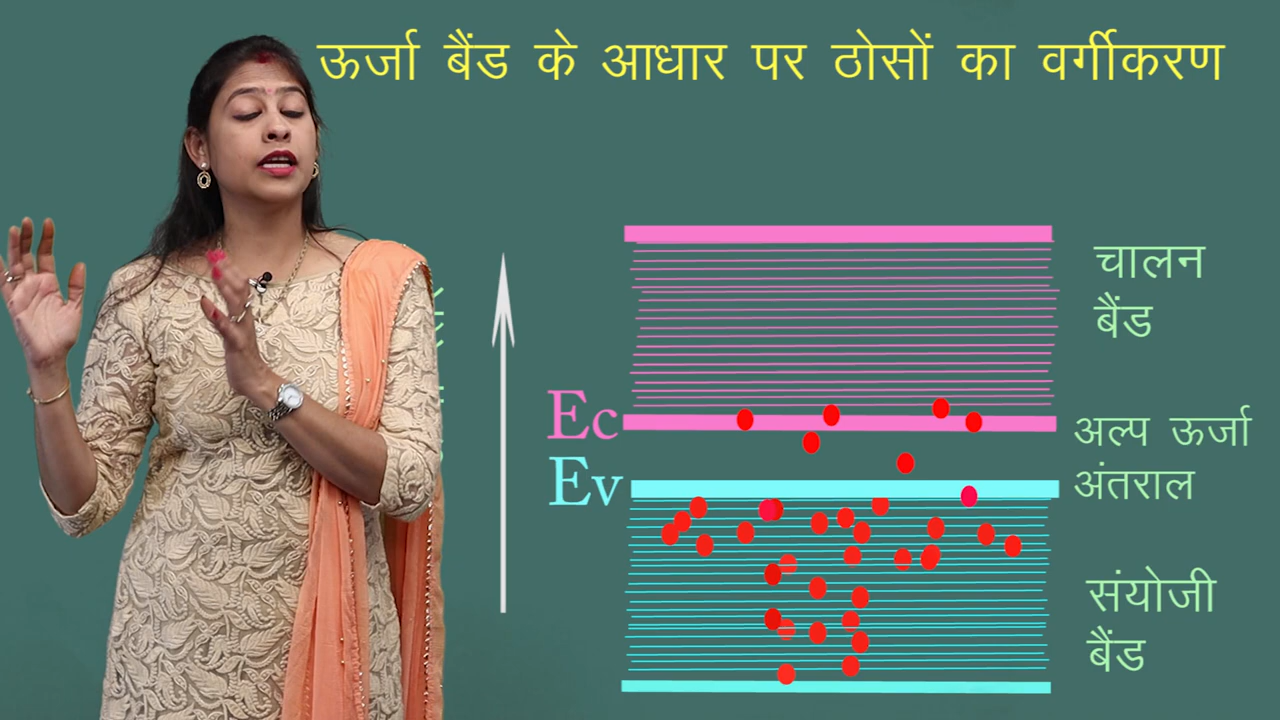 ऊर्जा बैंड के आधार पर ठोसों का वर्गीकरण
चालन
बैंड
Ec
अल्प ऊर्जा
Ev
अंतराल
संयोजी
बैंड